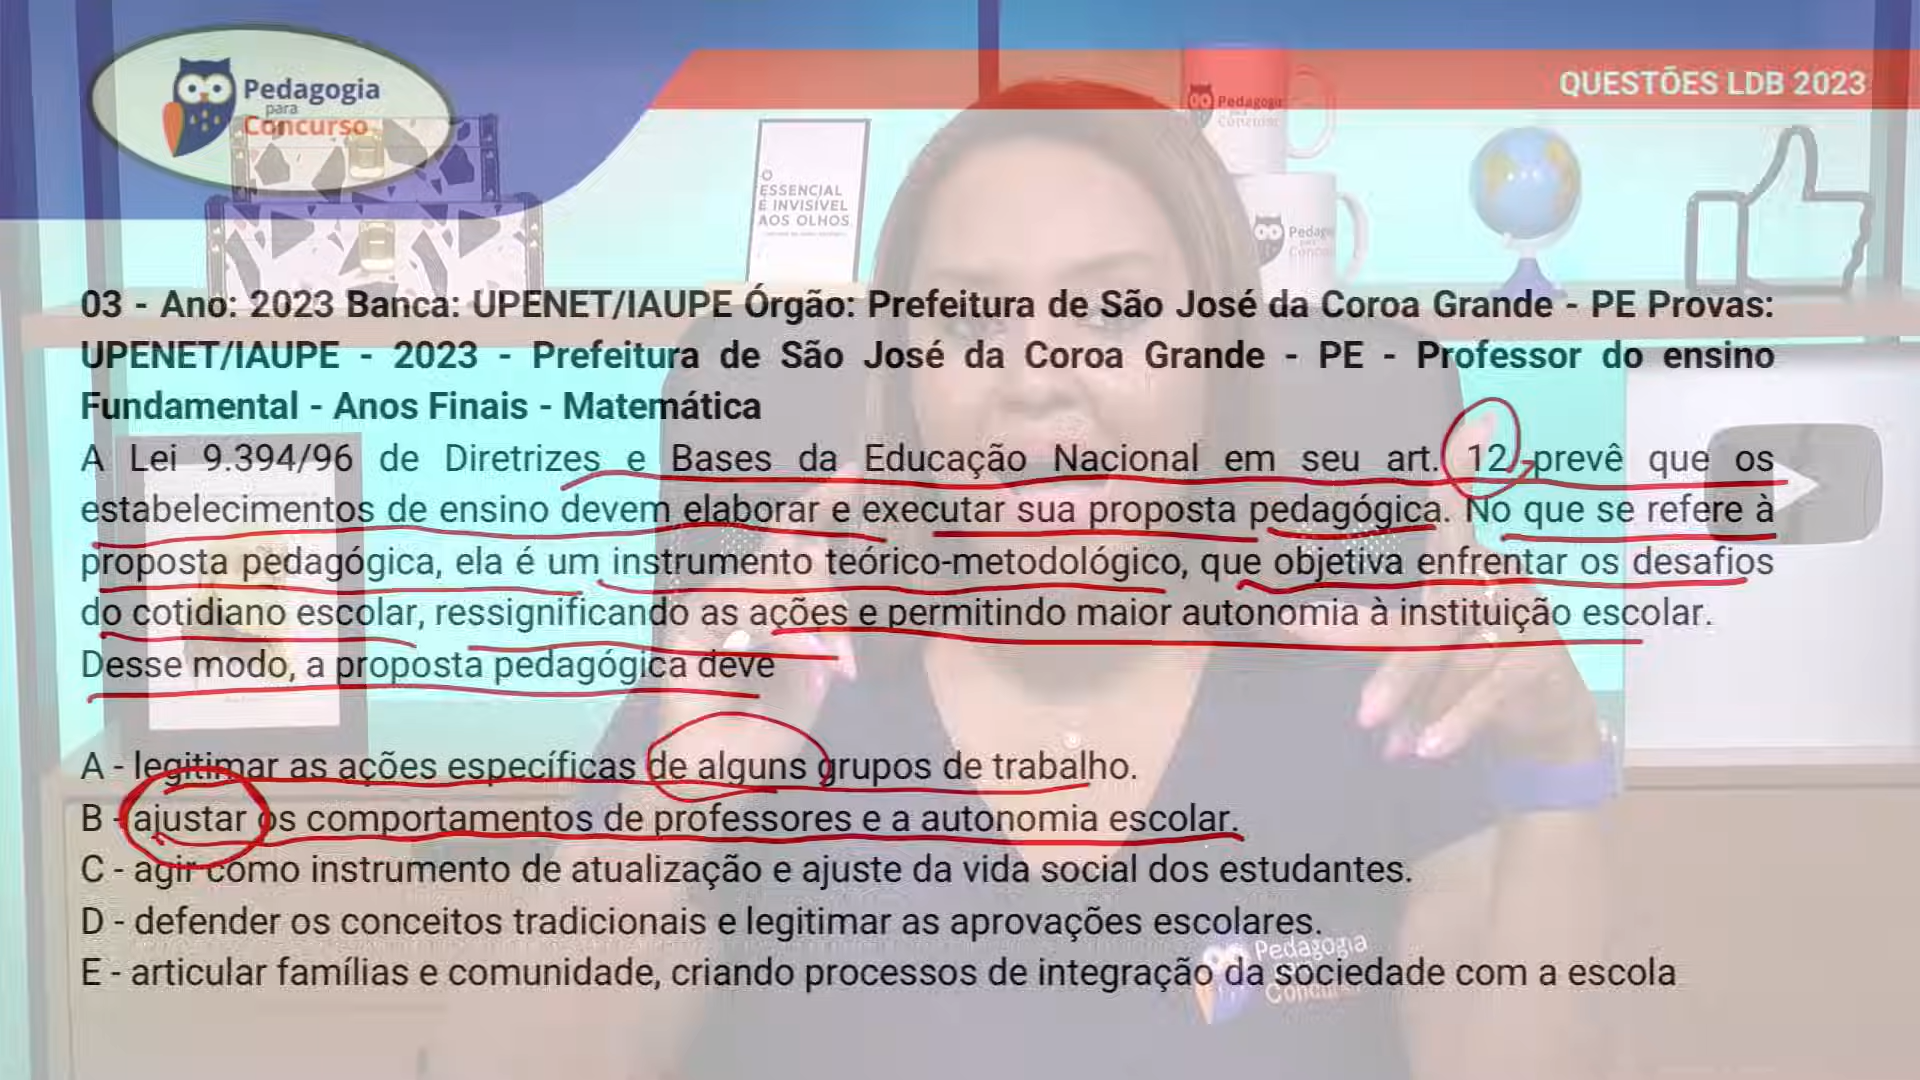 Pedagogia
para
Concurso
QUESTÕES LDB 2023
Pedagogia
Concurso
O
ESSENCIAL
É INVISÍVEL
AOS OLHOS
03 - Ano: 2023 Banca: UPENET/IAUPE Órgão: Prefeitura de São José da Coroa Grande - PE Provas:
UPENET/IAUPE - 2023 - Prefeitura de São José da Coroa Grande - PE - Professor do ensino
Fundamental - Anos Finais - Matemática
A Lei 9.394/96 de Diretrizes e Bases da Educação Nacional em seu art. 12 prevê que os
estabelecimentos de ensino devem elaborar e executar sua proposta pedagógica. No que se refere à
proposta pedagógica, ela é um instrumento teórico-metodológico, que objetiva enfrentar os desafios
do cotidiano escolar, ressignificando as ações e permitindo maior autonomia à instituição escolar.
Desse modo, a proposta pedagógica deve
A - legitimar as ações específicas de alguns grupos de trabalho.
B - ajustar os comportamentos de professores e a autonomia escolar.
C - agir como instrumento de atualização e ajuste da vida social dos estudantes.
D - defender os conceitos tradicionais e legitimar as aprovações escolares.
E - articular famílias e comunidade, criando processos de integração da sociedade com a escola
Pedagogia